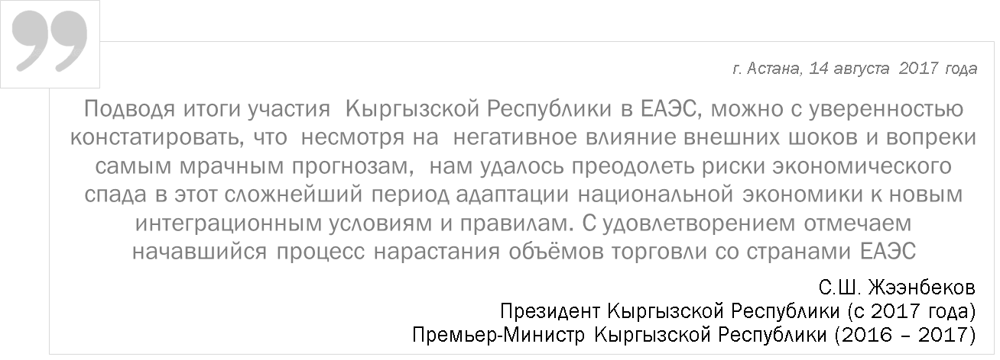 г. Астана, 14 августа 2017 года
Подводя итоги участия Кыргызской Республики в ЕАЭС, можно с уверенностью
констатировать, что несмотря на негативное влияние внешних шоков и вопреки
самым мрачным прогнозам, нам удалось преодолеть риски экономического
спада в этот сложнейший период адаптации национальной экономики к новым
интеграционным условиям и правилам. С удовлетворением отмечаем
начавшийся процесс нарастания объёмов торговли со странами ЕАЭС
С.Ш. Жээнбеков
Президент Кыргызской Республики (с 2017 года)
Премьер-Министр Кыргызской Республики (2016 – 2017)